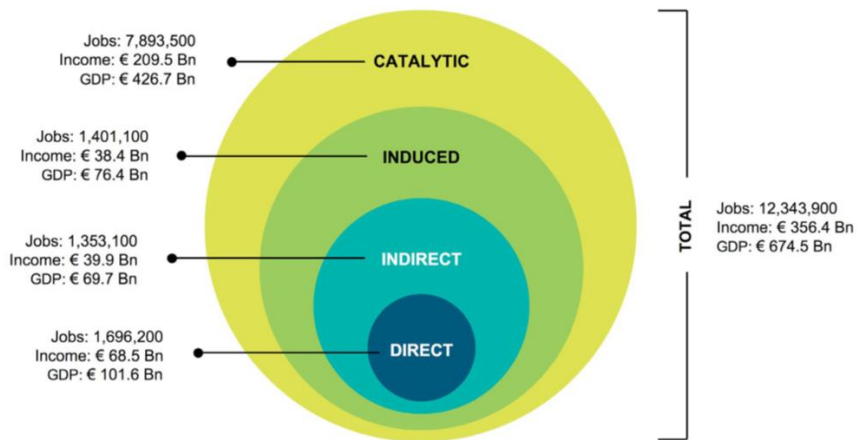 Jobs: 7,893,500
Income: € 209.5 Bn
GDP: € 426.7 Bn
CATALYTIC
Jobs: 1,401,100
Income: € 38.4 Bn
GDP: € 76.4 Bn
INDUCED
Jobs: 1,353,100
Income: € 39.9 Bn
GDP: € 69.7 Bn
INDIRECT
Jobs: 1,696,200
Income: € 68.5 Bn
GDP: € 101.6 Bn
DIRECT
TOTAL
Jobs: 12,343,900
Income: € 356.4 Bn
GDP: € 674.5 Bn